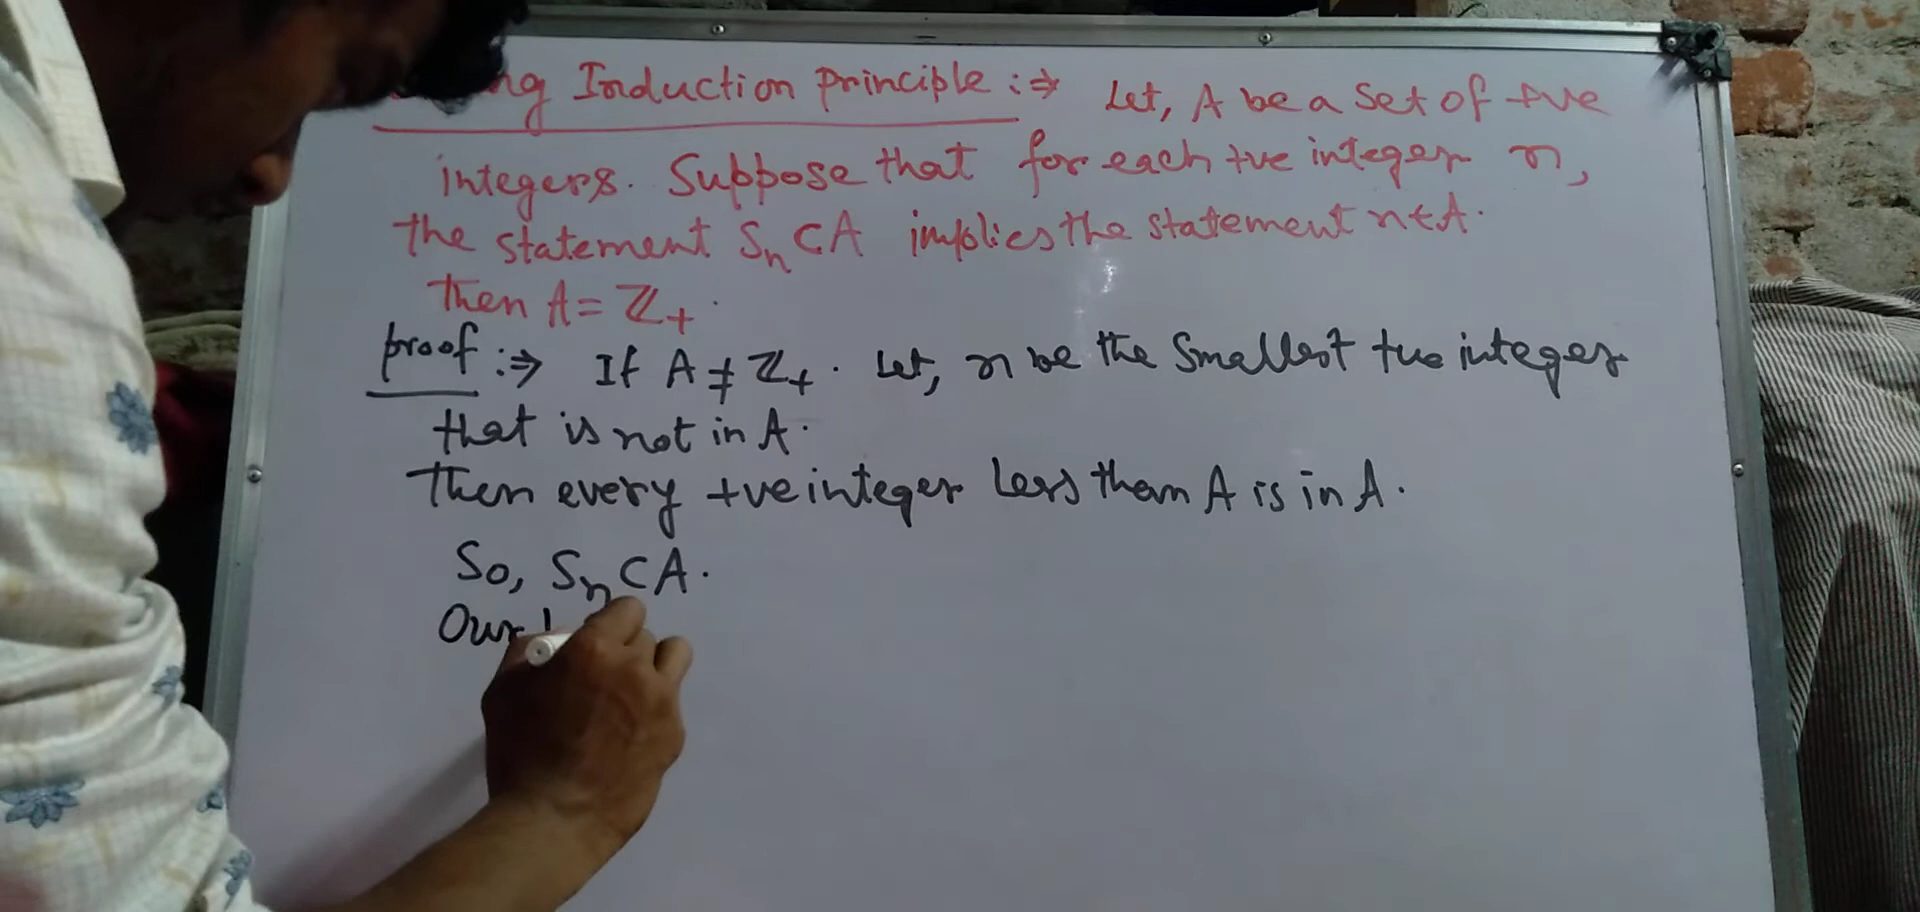 Induction principle :⇒ Let, A be a set of +ve
integers. Suppose that for each +ve integer n,
the statement Sₙ ⊂ A implies the statement n ∈ A.
then A = ℤ₊.
proof :⇒ If A ≠ ℤ₊. Let, n be the smallest +ve integer
that is not in A.
Then every +ve integer less than A is in A.
So, Sₙ ⊂ A.
Our